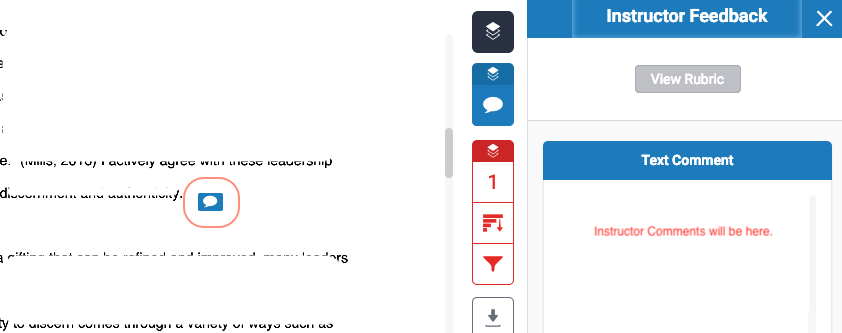 Instructor Feedback
View Rubric
Text Comment
Instructor Comments will be here.
1
e. (Mills, 2016) I actively agree with these leadership
discernment and authenticity.
a gifting that can be refined and improved, many leaders
ty to discern comes through a variety of ways such as